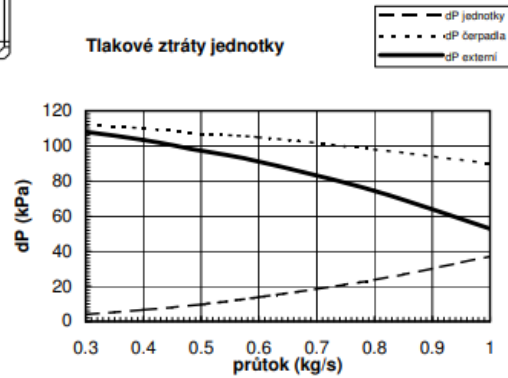 dP jednotky
dP čerpadla
dP externí
Tlakové ztráty jednotky
120
100
80
60
40
20
0
dP (kPa)
0.3 0.4 0.5 0.6 0.7 0.8 0.9 1
průtok (kg/s)